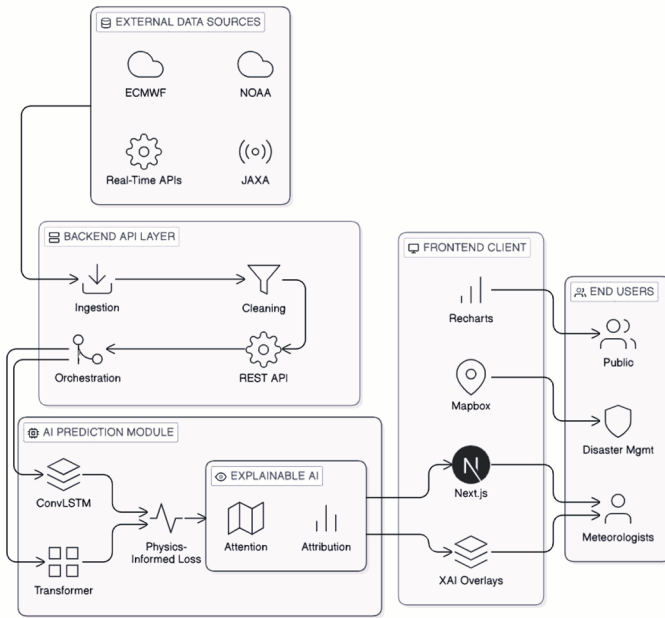 EXTERNAL DATA SOURCES
ECMWF
NOAA
Real-Time APIs
JAXA
BACKEND API LAYER
Ingestion
Cleaning
Orchestration
REST API
AI PREDICTION MODULE
ConvLSTM
Transformer
Physics-
Informed Loss
EXPLAINABLE AI
Attention
Attribution
FRONTEND CLIENT
Recharts
Mapbox
N
Next.js
XAI Overlays
END USERS
Public
Disaster Mgmt
Meteorologists